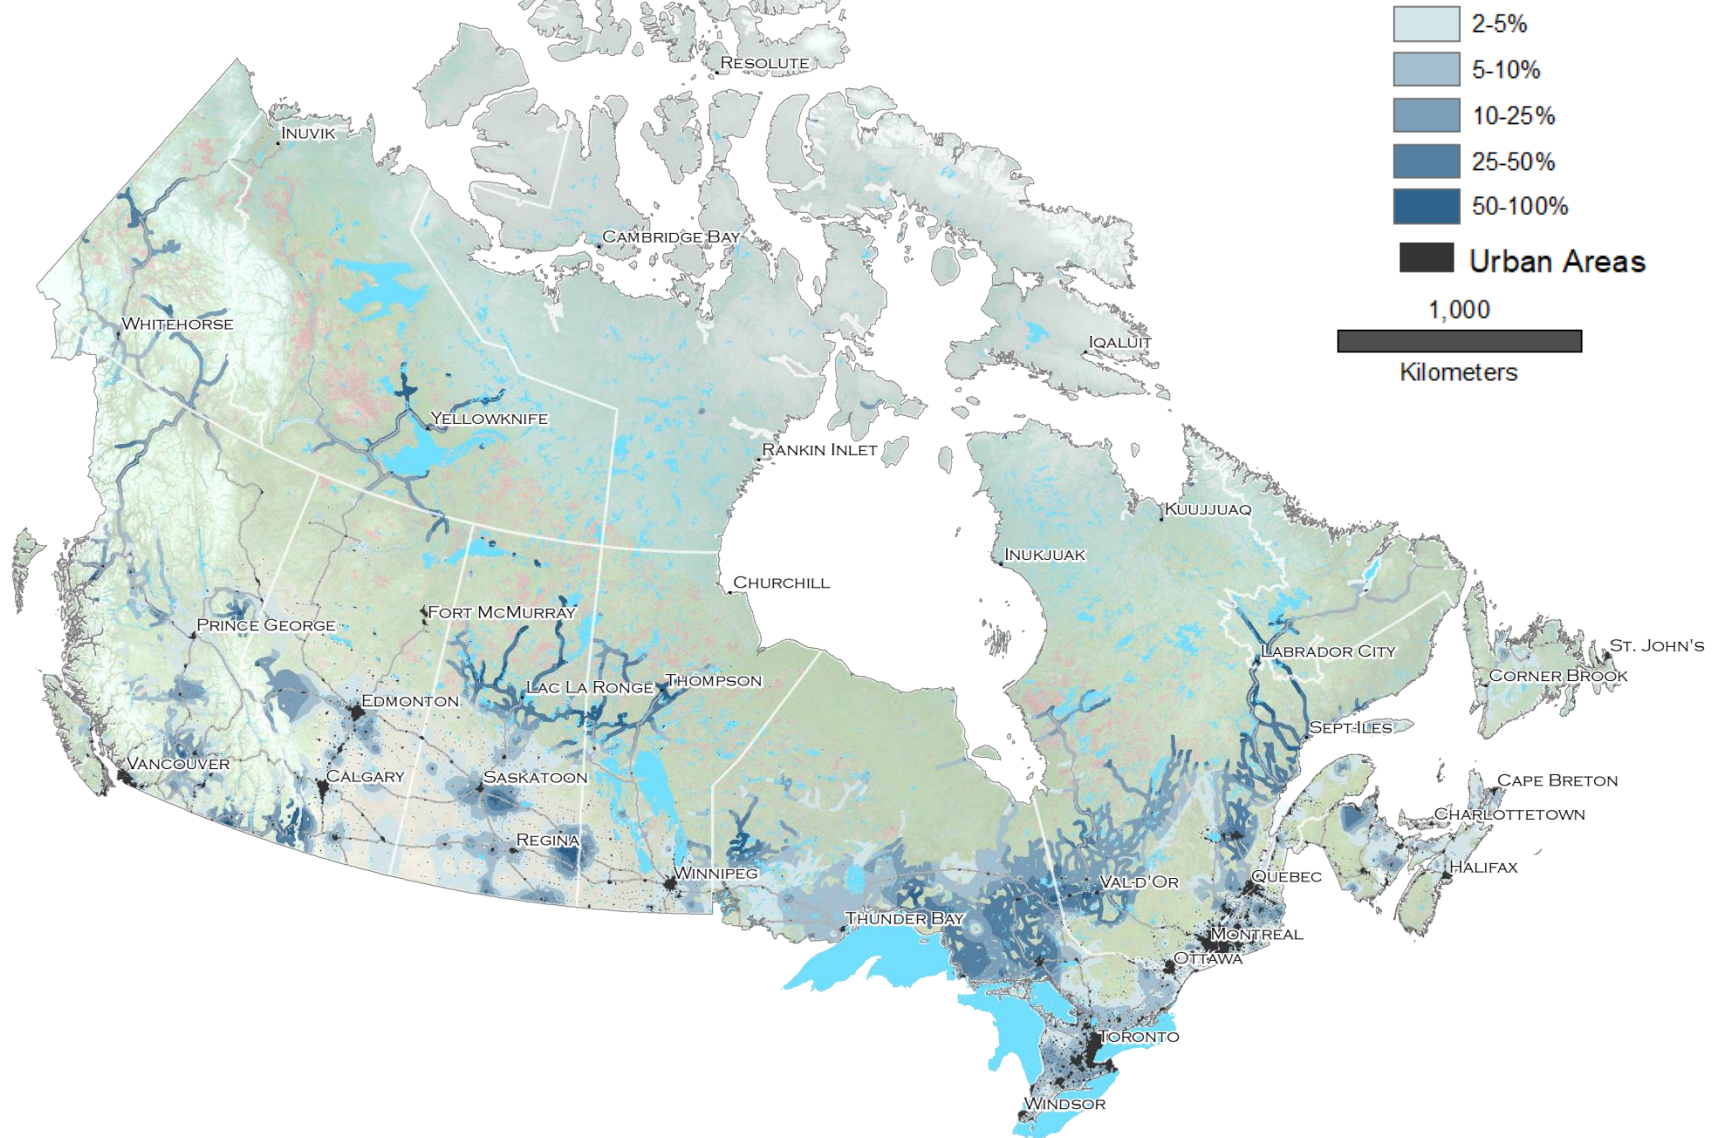 2-5%
5-10%
10-25%
25-50%
50-100%
Urban Areas
1,000
Kilometers
RESOLUTE
INUVIK
CAMBRIDGE BAY
WHITEHORSE
IQALUIT
YELLOWKNIFE
RANKIN INLET
KUUJJUAQ
INUKJUAK
CHURCHILL
FORT MCMURRAY
PRINCE GEORGE
ST. JOHN'S
LABRADOR CITY
CORNER BROOK
LAC LA RONGE
THOMPSON
EDMONTON
SEPT-ILES
VANCOUVER
CALGARY
SASKATOON
CAPE BRETON
CHARLOTTETOWN
REGINA
HALIFAX
WINNIPEG
VAL-D'OR
QUEBEC
THUNDER BAY
MONTREAL
OTTAWA
TORONTO
WINDSOR